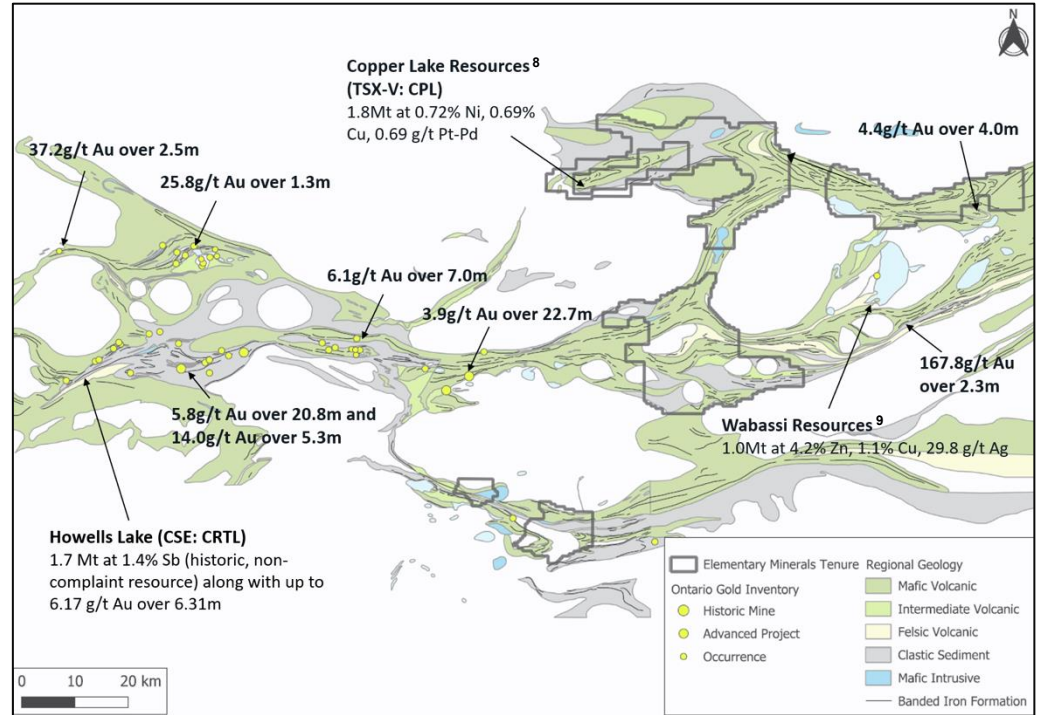 N
Copper Lake Resources 8
(TSX-V: CPL)
1.8Mt at 0.72% Ni, 0.69%
Cu, 0.69 g/t Pt-Pd
4.4g/t Au over 4.0m
37.2g/t Au over 2.5m
25.8g/t Au over 1.3m
6.1g/t Au over 7.0m
3.9g/t Au over 22.7m
167.8g/t Au
over 2.3m
5.8g/t Au over 20.8m and
14.0g/t Au over 5.3m
Wabassi Resources 9
1.0Mt at 4.2% Zn, 1.1% Cu, 29.8 g/t Ag
Howells Lake (CSE: CRTL)
1.7 Mt at 1.4% Sb (historic, non-
complaint resource) along with up to
6.17 g/t Au over 6.31m
Elementary Minerals Tenure
Ontario Gold Inventory
Historic Mine
Advanced Project
Occurrence
Regional Geology
Mafic Volcanic
Intermediate Volcanic
Felsic Volcanic
Clastic Sediment
Mafic Intrusive
Banded Iron Formation
0 10 20 km